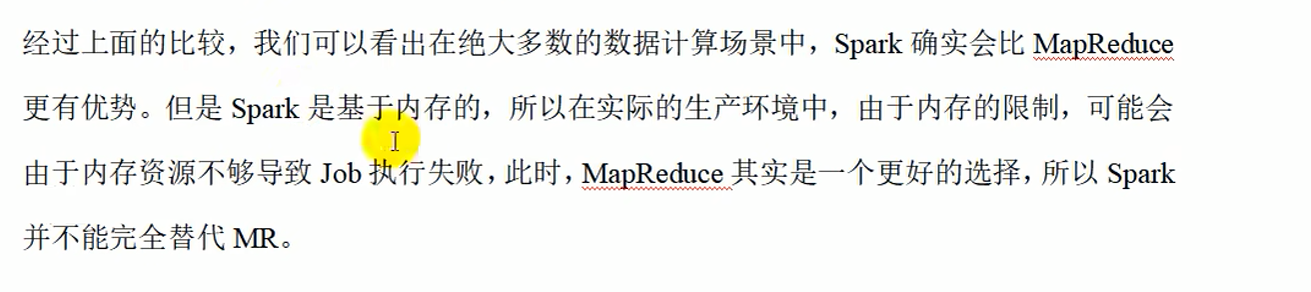 经过上面的比较，我们可以看出在绝大多数的数据计算场景中，Spark 确实会比 MapReduce
更有优势。但是 Spark 是基于内存的，所以在实际的生产环境中，由于内存的限制，可能会
由于内存资源不够导致 Job 执行失败，此时，MapReduce 其实是一个更好的选择，所以 Spark
并不能完全替代 MR。